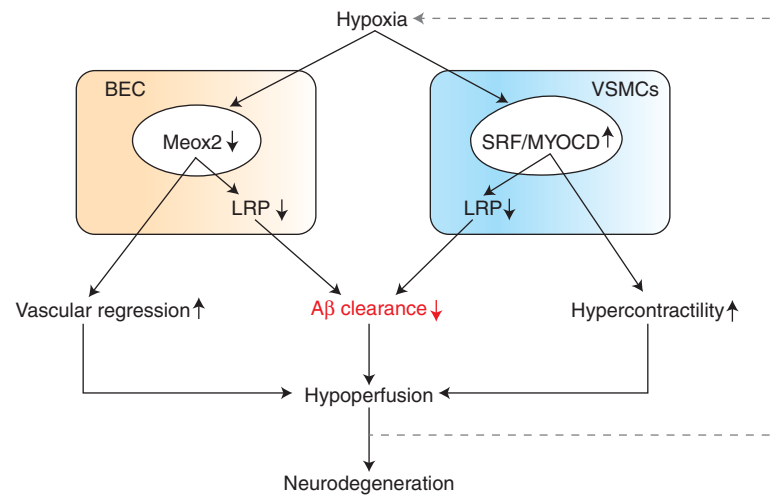 Hypoxia
BEC
VSMCs
Meox2
SRF/MYOCD
LRP
LRP
Vascular regression
Aβ clearance
Hypercontractility
Hypoperfusion
Neurodegeneration